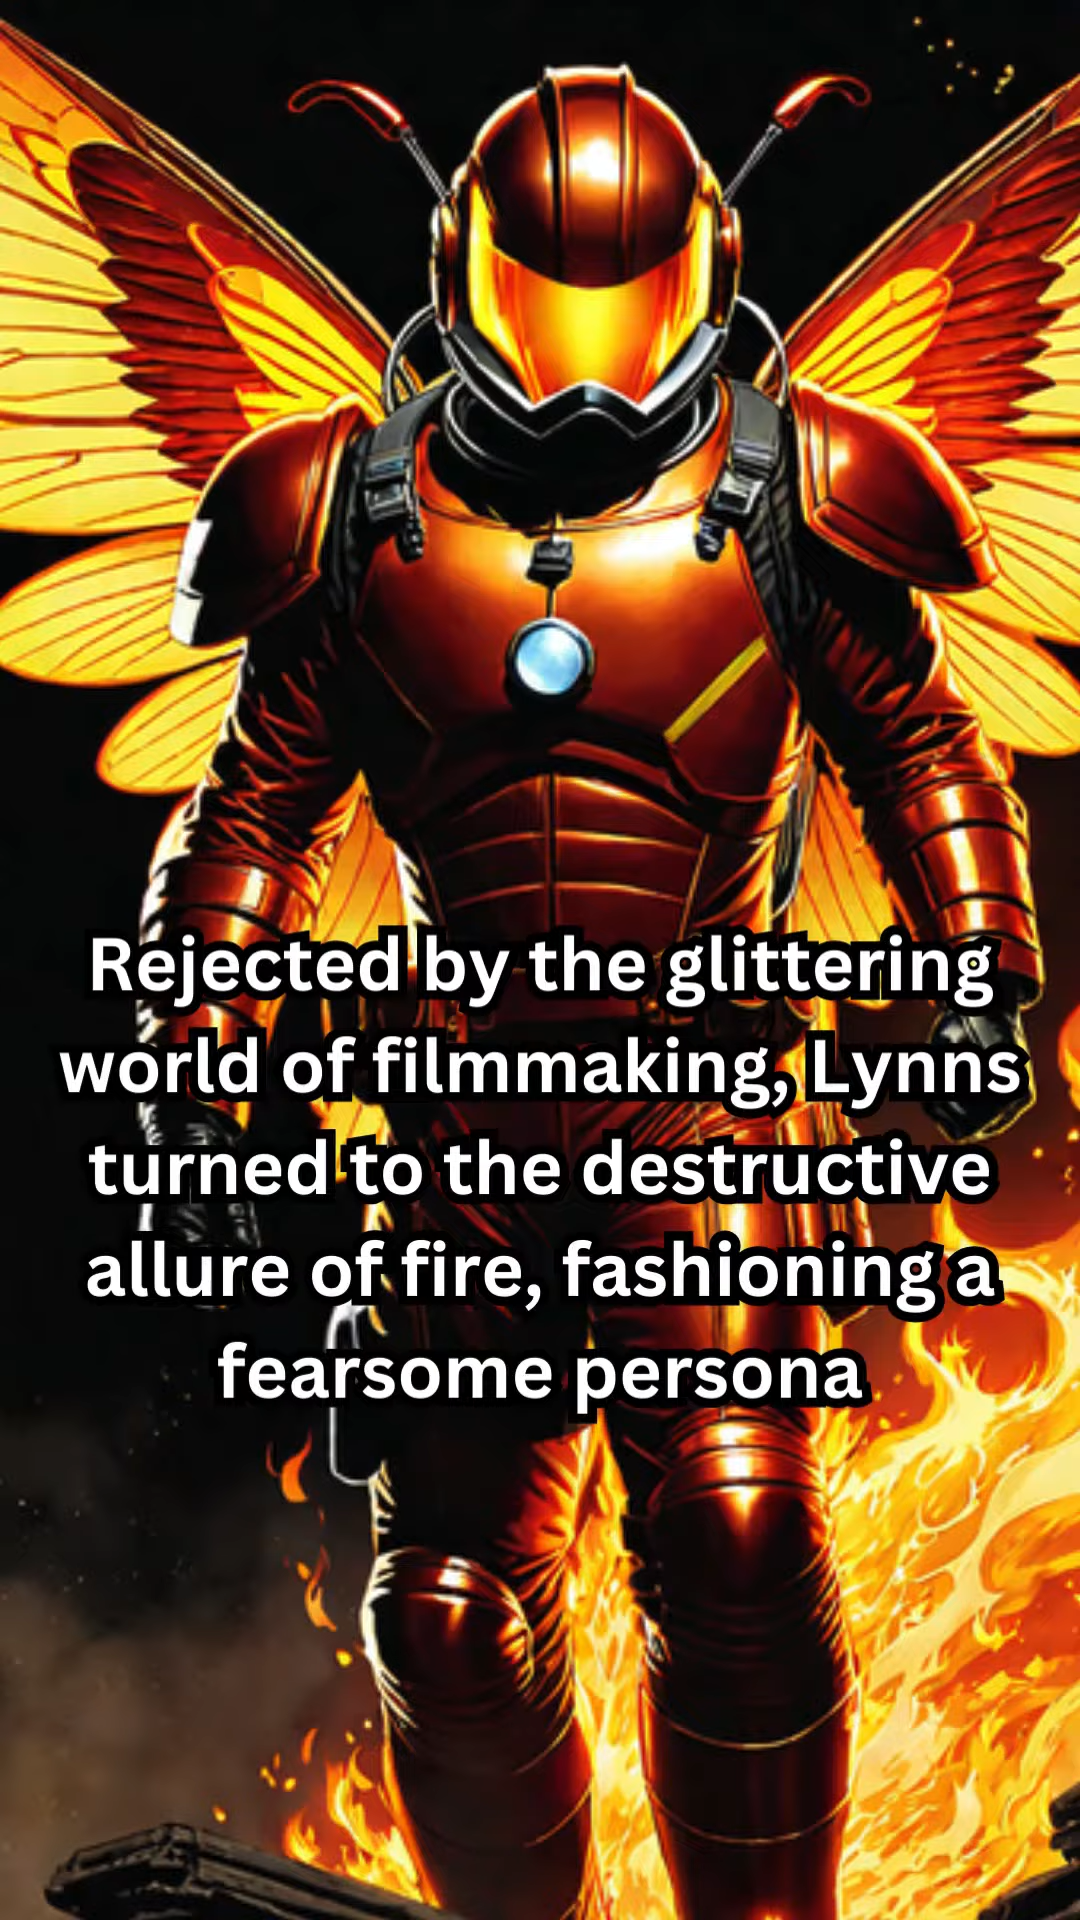 Rejected by the glittering
world of filmmaking, Lynns
turned to the destructive
allure of fire, fashioning a
fearsome persona